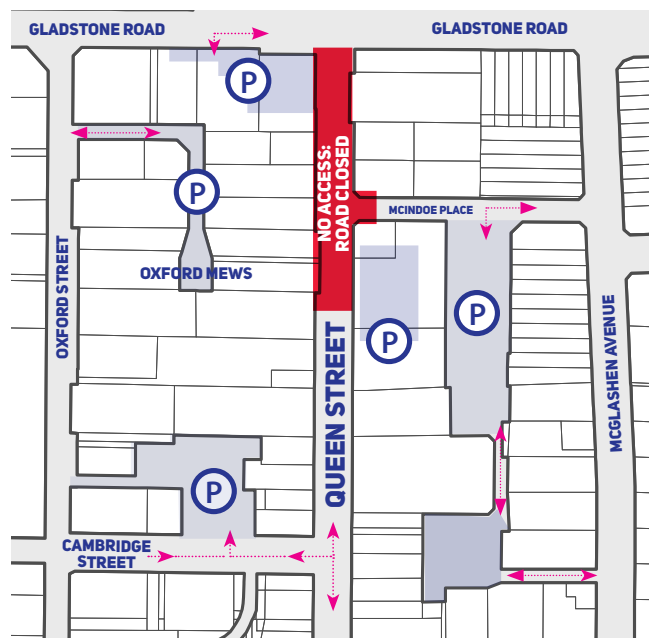 GLADSTONE ROAD
GLADSTONE ROAD
P
NO ACCESS:
ROAD CLOSED
P
MCINDOE PLACE
OXFORD STREET
OXFORD MEWS
P
P
QUEEN STREET
MCGLASHEN AVENUE
P
CAMBRIDGE
STREET